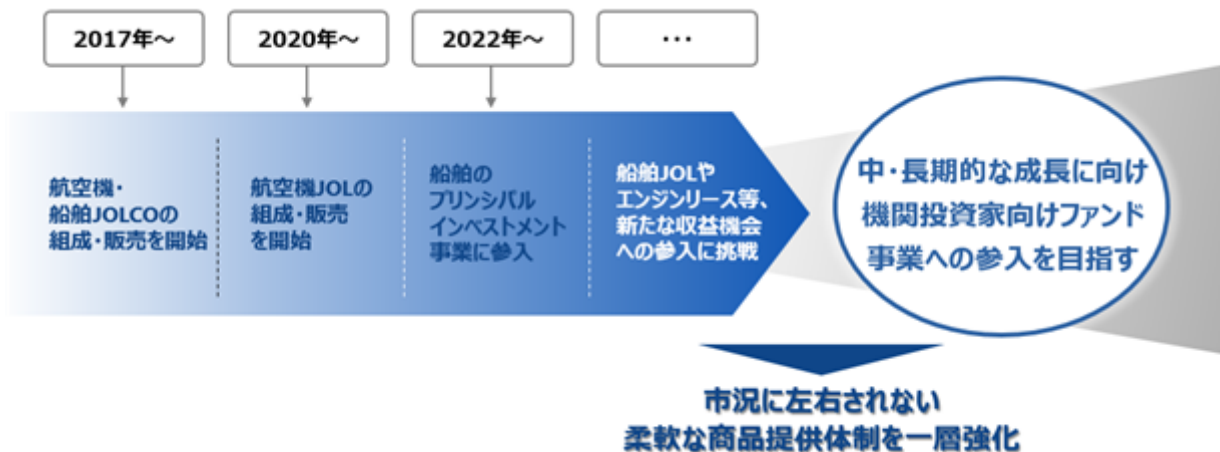 2017年～
2020年～
2022年～
・・・
航空機・
船舶JOLCOの
組成・販売を開始
航空機JOLの
組成・販売
を開始
船舶の
プリンシパル
インベストメント
事業に参入
船舶JOLや
エンジンリース等、
新たな収益機会
への参入に挑戦
中・長期的な成長に向け
機関投資家向けファンド
事業への参入を目指す
市況に左右されない
柔軟な商品提供体制を一層強化